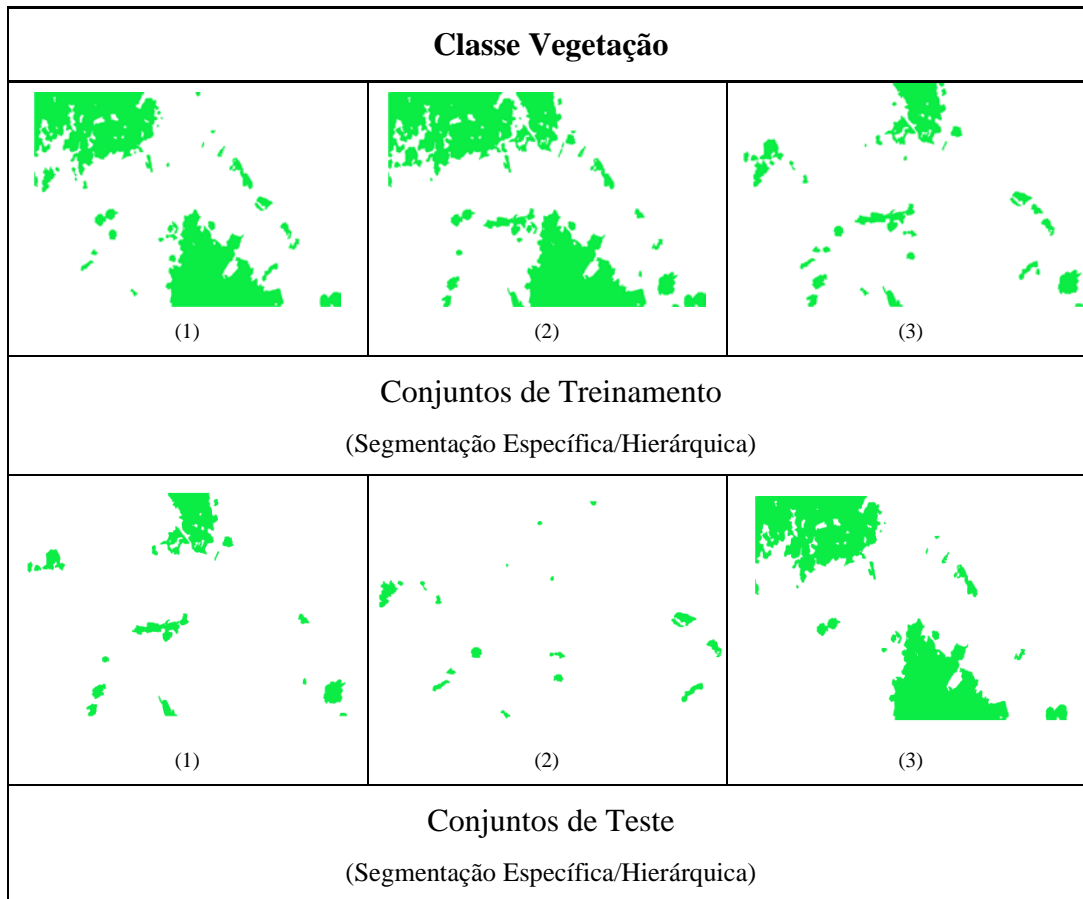 Classe Vegetação
(1)
(2)
(3)
Conjuntos de Treinamento
(Segmentação Específica/Hierárquica)
(1)
(2)
(3)
Conjuntos de Teste
(Segmentação Específica/Hierárquica)